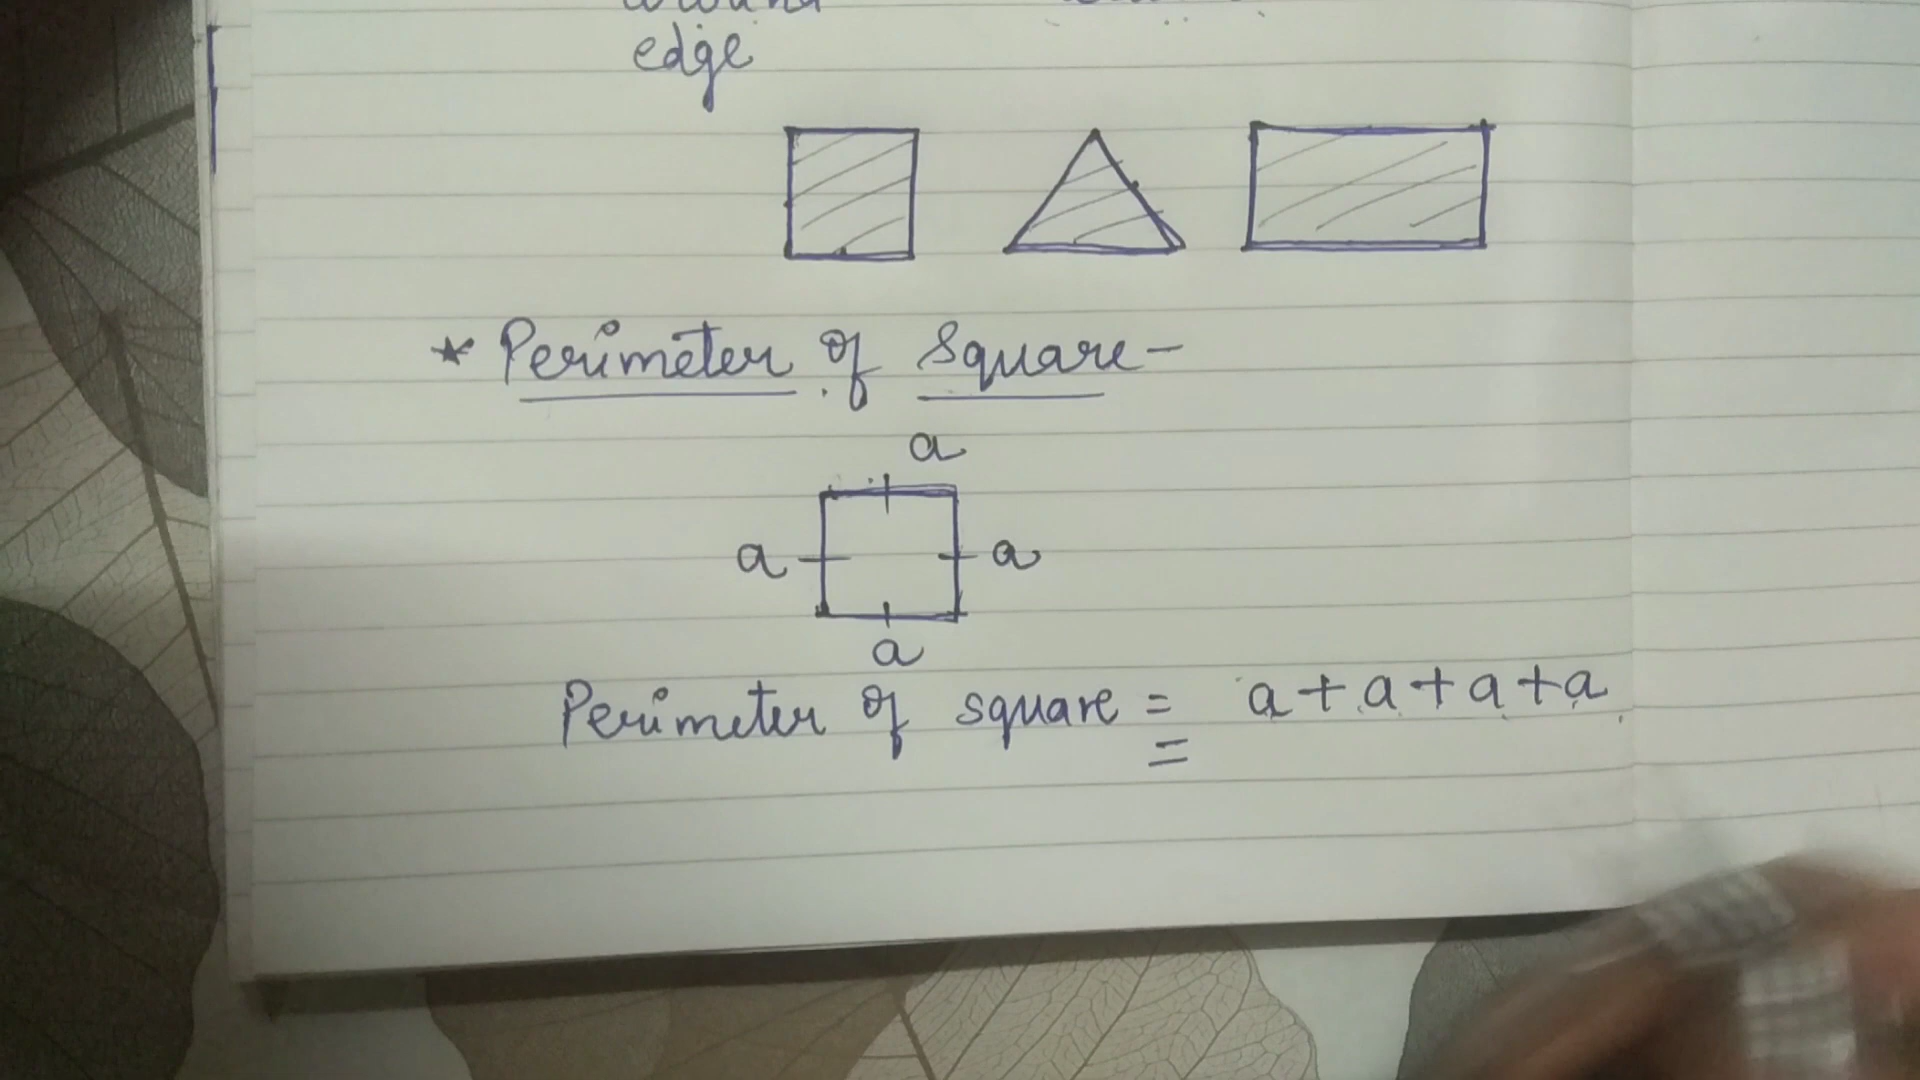 edge
* Perimeter of square -
a
a a
a
Perimeter of square = a + a + a + a
=